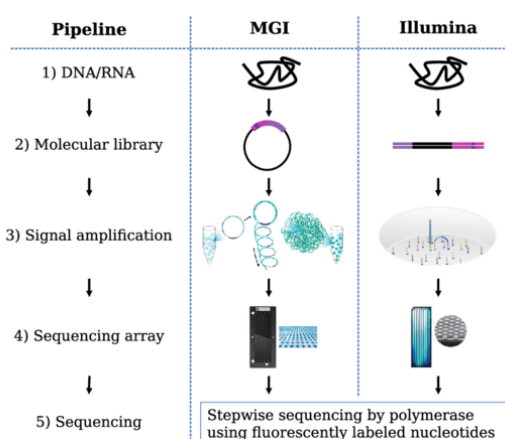 Pipeline MGI Illumina
1) DNA/RNA
2) Molecular library
3) Signal amplification
4) Sequencing array
5) Sequencing
Stepwise sequencing by polymerase
using fluorescently labeled nucleotides